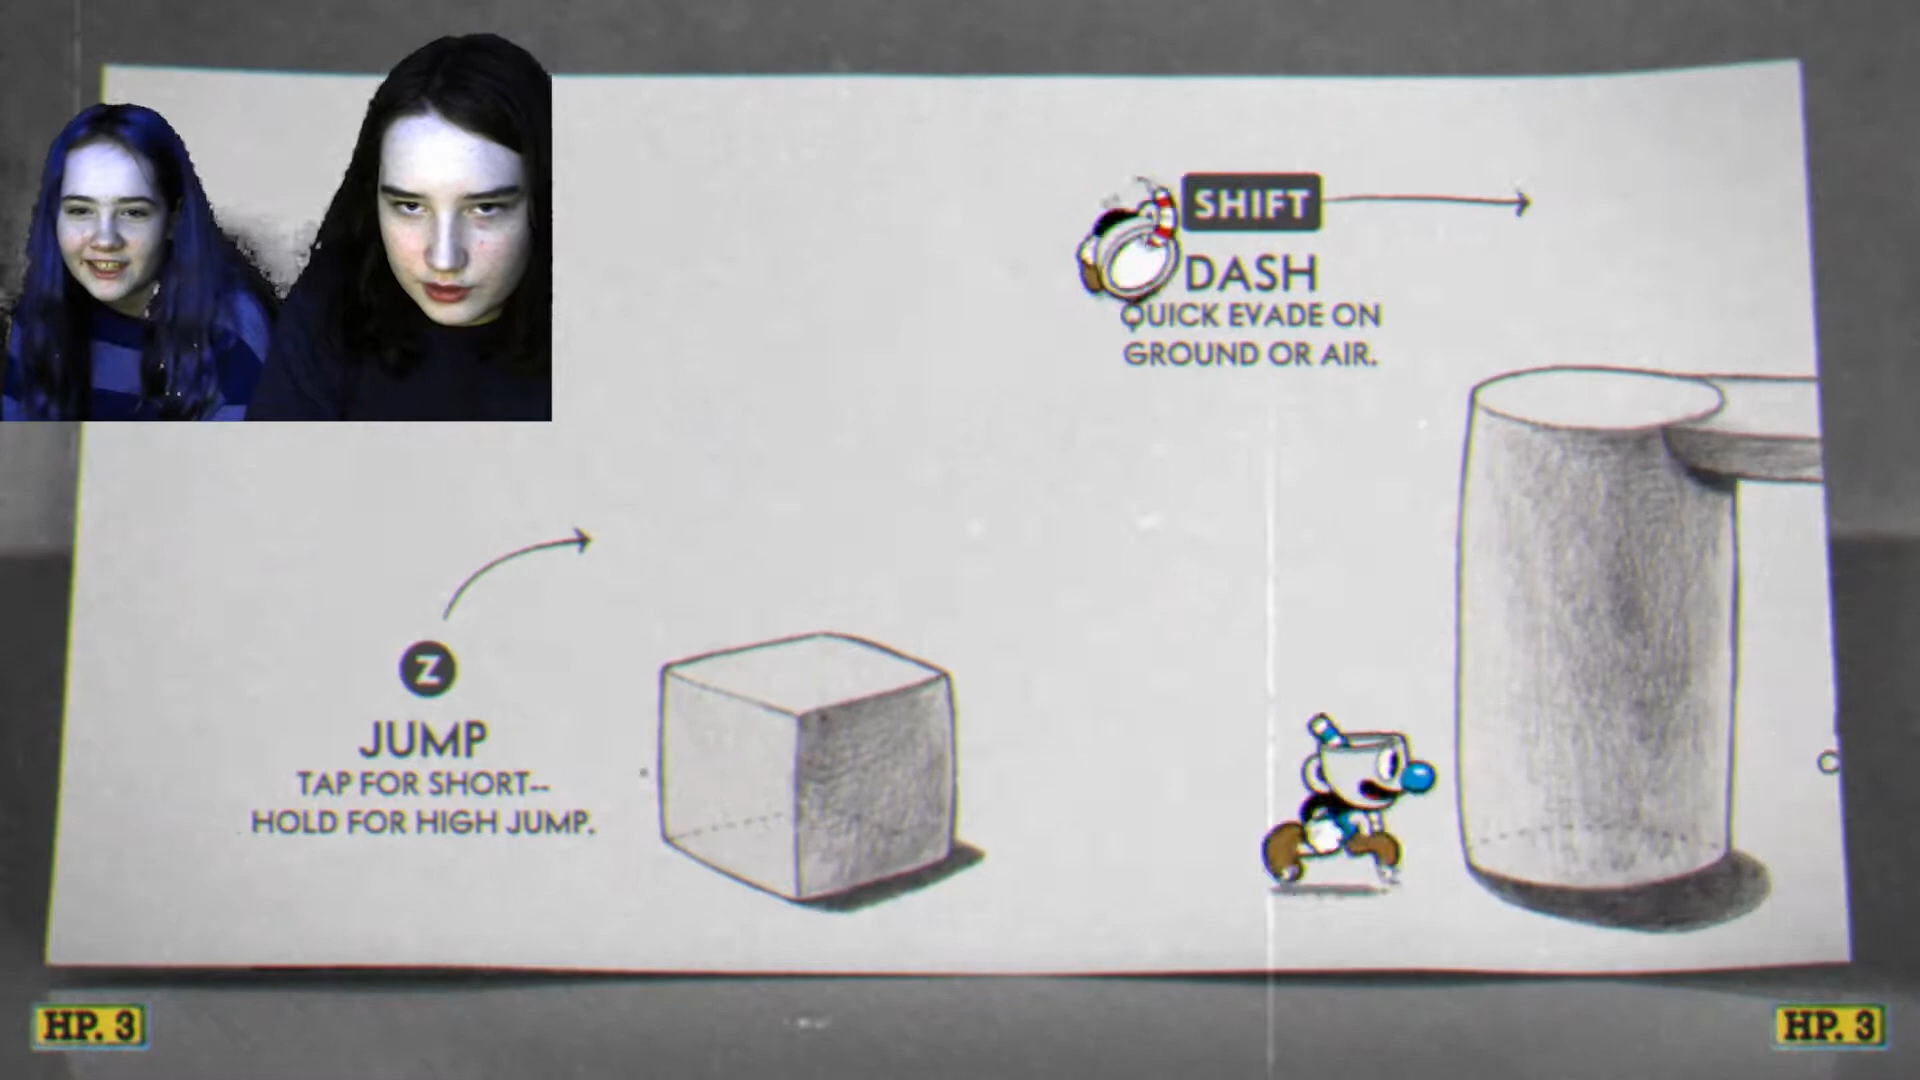 SHIFT
DASH
QUICK EVADE ON
GROUND OR AIR.
Z
JUMP
TAP FOR SHORT--
HOLD FOR HIGH JUMP.
HP. 3
HP. 3